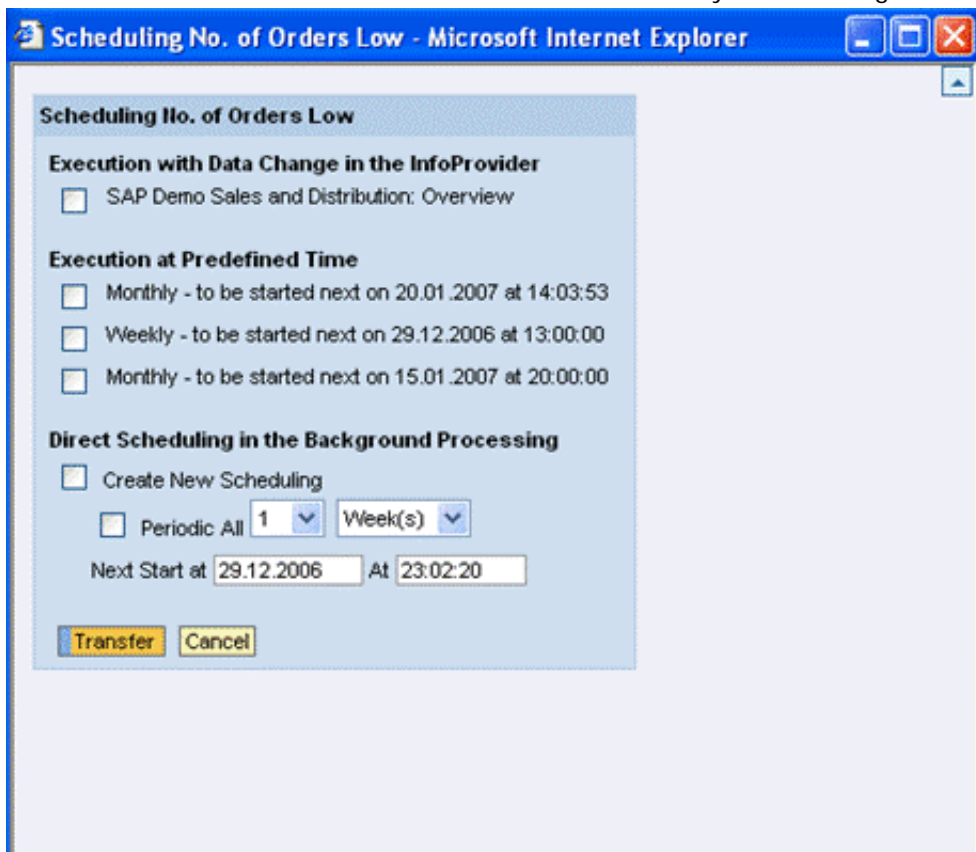 Scheduling No. of Orders Low - Microsoft Internet Explorer
Scheduling No. of Orders Low
Execution with Data Change in the InfoProvider
SAP Demo Sales and Distribution: Overview
Execution at Predefined Time
Monthly - to be started next on 20.01.2007 at 14:03:53
Weekly - to be started next on 29.12.2006 at 13:00:00
Monthly - to be started next on 15.01.2007 at 20:00:00
Direct Scheduling in the Background Processing
Create New Scheduling
Periodic All 1 Week(s)
Next Start at 29.12.2006 At 23:02:20
Transfer Cancel